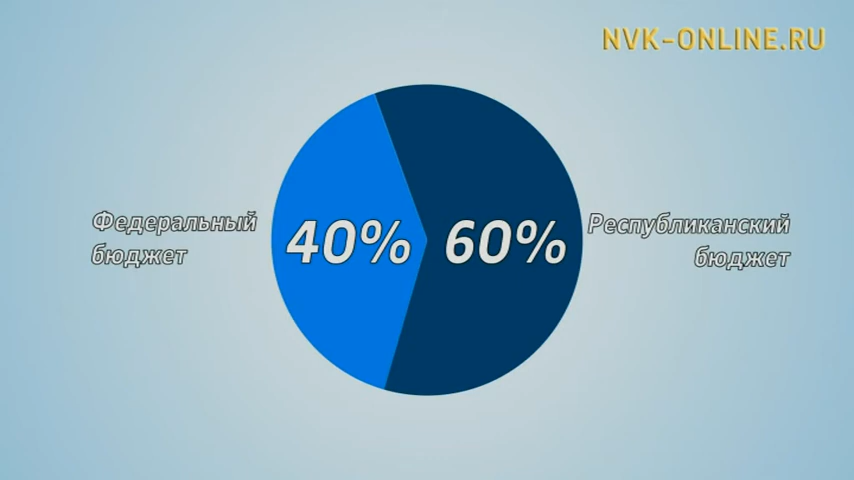 NVK-ONLINE.RU
Федеральный
бюджет
40%
60%
Республиканский
бюджет